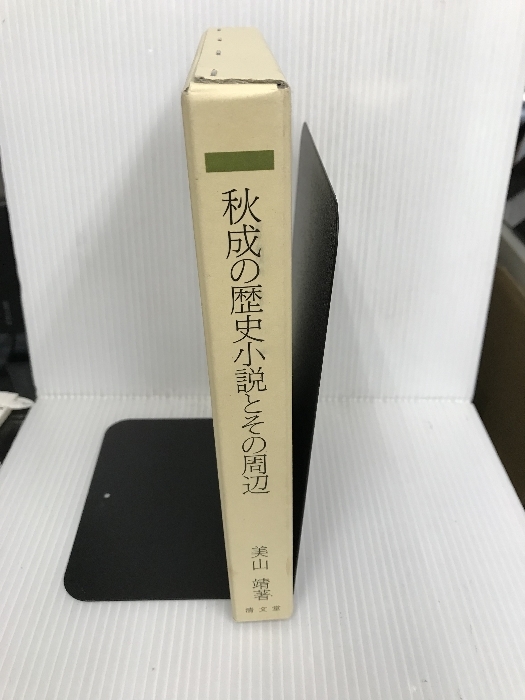 秋成の歴史小説とその周辺
美山 靖著
清文堂